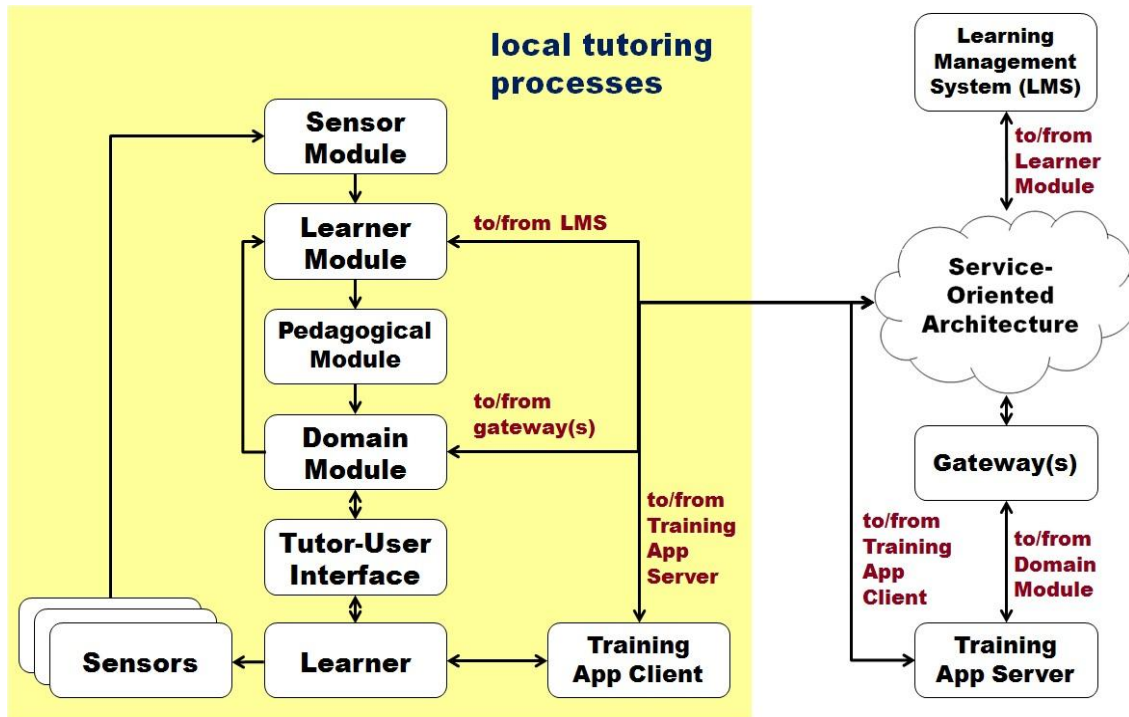 local tutoring
processes
Sensor
Module
Learner
Module
to/from LMS
Pedagogical
Module
to/from
gateway(s)
Domain
Module
Tutor-User
Interface
to/from
Training
App
Server
Sensors
Learner
Training
App Client
Learning
Management
System (LMS)
to/from
Learner
Module
Service-
Oriented
Architecture
Gateway(s)
to/from
Training
App
Client
to/from
Domain
Module
Training
App Server